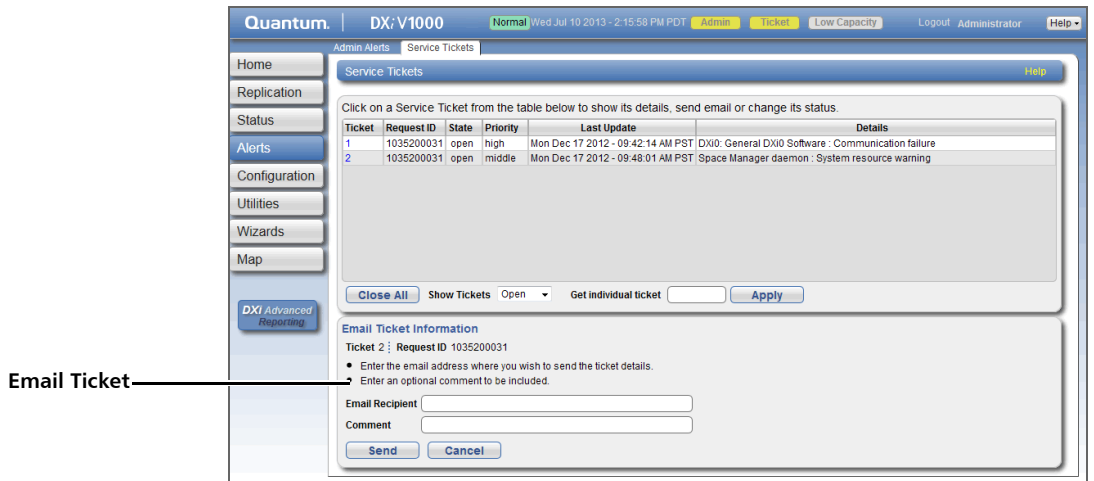 Quantum. DXi V1000 Normal Wed Jul 10 2013 - 2:15:58 PM PDT Admin Ticket Low Capacity Logout Administrator Help
Admin Alerts Service Tickets
Home
Replication
Status
Alerts
Configuration
Utilities
Wizards
Map
DXi Advanced
Reporting
Service Tickets Help
Click on a Service Ticket from the table below to show its details, send email or change its status.
Ticket Request ID State Priority Last Update Details
1 1035200031 open high Mon Dec 17 2012 - 09:42:14 AM PST DXi0: General DXi0 Software : Communication failure
2 1035200031 open middle Mon Dec 17 2012 - 09:48:01 AM PST Space Manager daemon : System resource warning
Close All Show Tickets Open Get individual ticket Apply
Email Ticket Information
Ticket 2 Request ID 1035200031
• Enter the email address where you wish to send the ticket details.
• Enter an optional comment to be included.
Email Recipient
Comment
Send Cancel
Email Ticket